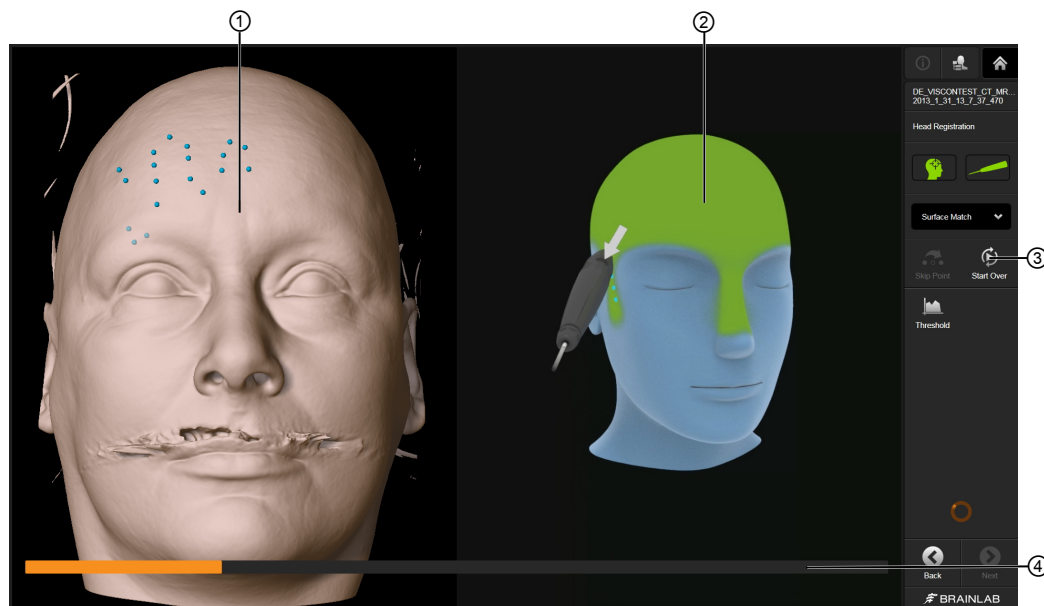 ①
②
DE_VISCONTEST_CT_MR...
2013_1_31_13_7_37_470
Head Registration
Surface Match
Skip Point
Start Over
③
Threshold
④
Back
Next
BRAINLAB